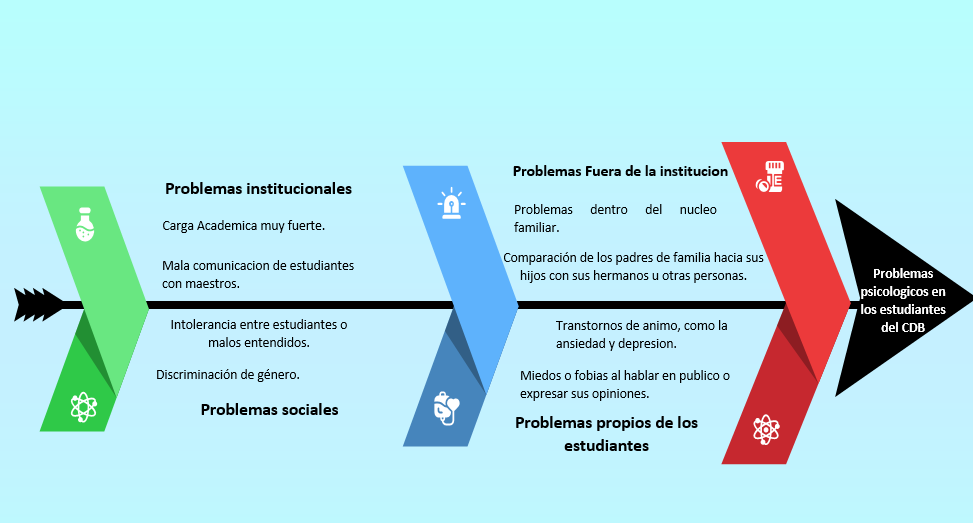 Problemas institucionales
Carga Academica muy fuerte.
Mala comunicacion de estudiantes
con maestros.
Problemas Fuera de la institucion
Problemas dentro del nucleo
familiar.
Comparación de los padres de familia hacia sus
hijos con sus hermanos u otras personas.
Problemas
psicologicos en
los estudiantes
del CDB
Intolerancia entre estudiantes o
malos entendidos.
Discriminación de género.
Problemas sociales
Transtornos de animo, como la
ansiedad y depresion.
Miedos o fobias al hablar en publico o
expresar sus opiniones.
Problemas propios de los
estudiantes